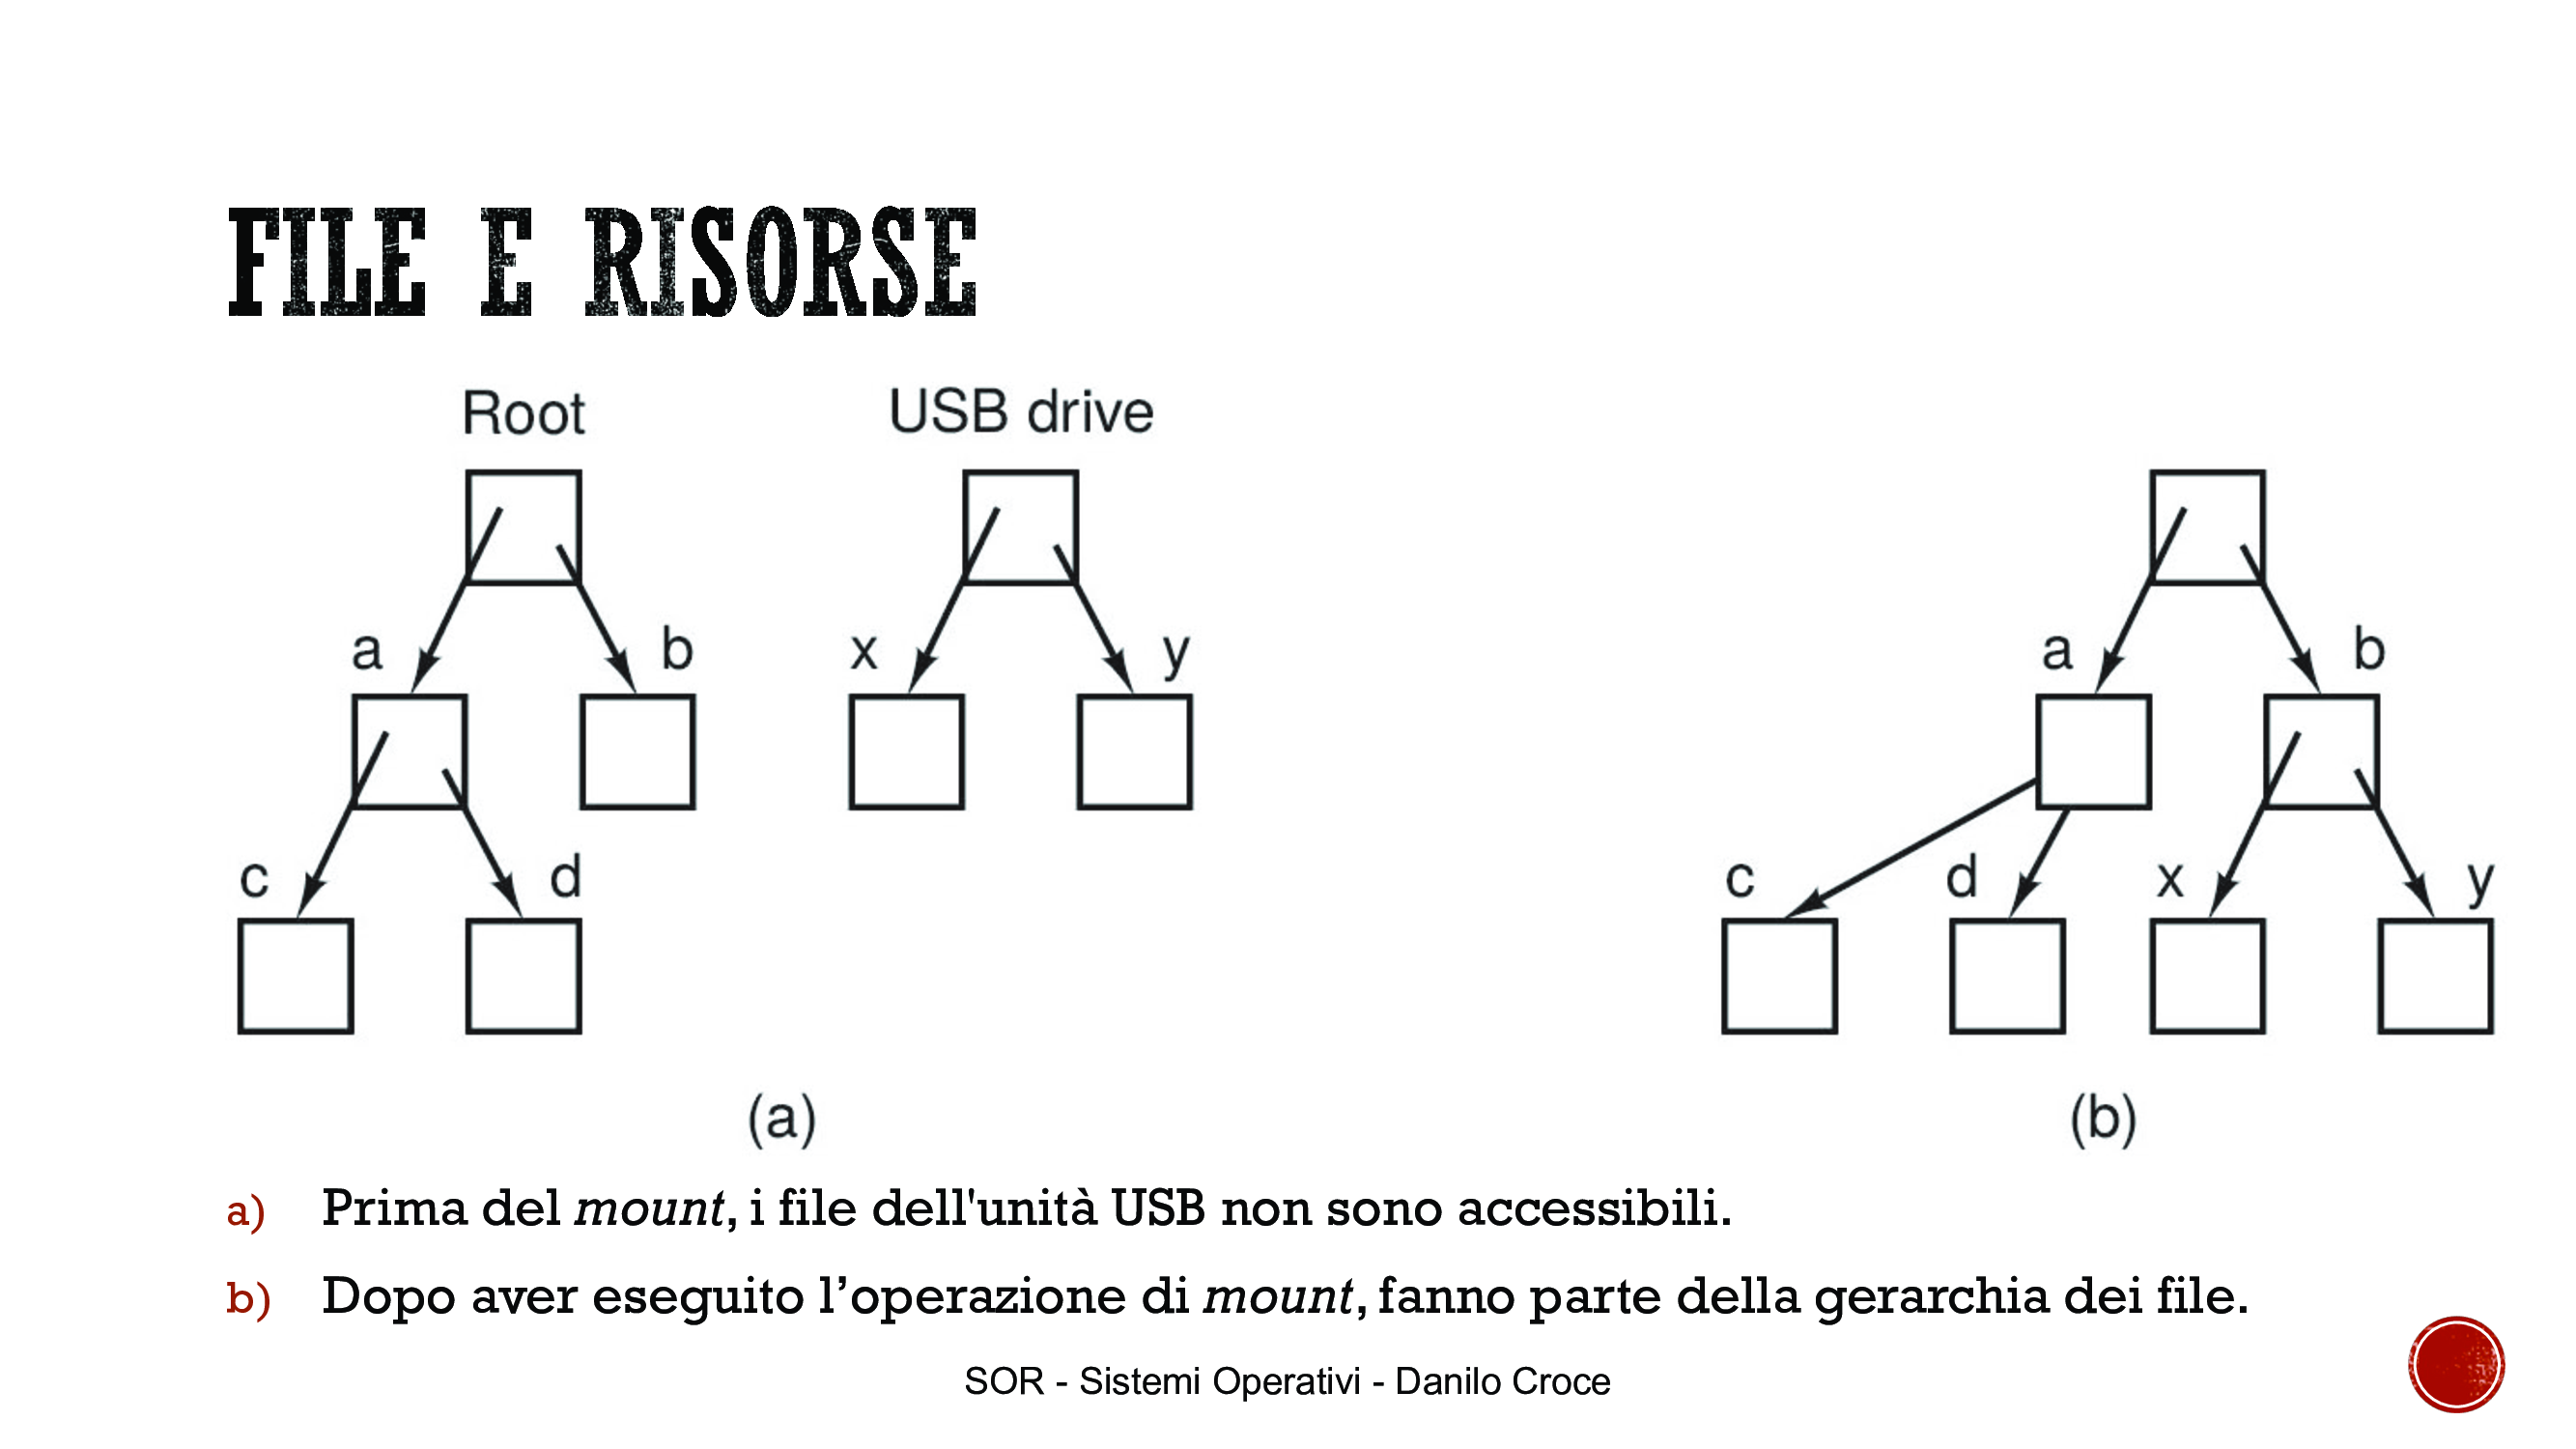 FILE E RISORSE
Root
USB drive
a
b
x
y
c
d
(a)
a
b
c
d
x
y
(b)
a) Prima del mount, i file dell'unità USB non sono accessibili.
b) Dopo aver eseguito l’operazione di mount, fanno parte della gerarchia dei file.
SOR - Sistemi Operativi - Danilo Croce